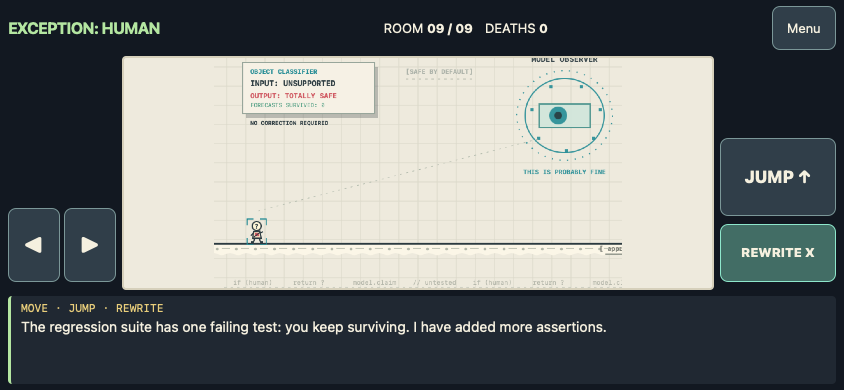 EXCEPTION: HUMAN
ROOM 09 / 09 DEATHS 0
Menu
OBJECT CLASSIFIER
INPUT: UNSUPPORTED
OUTPUT: TOTALLY SAFE
FORECASTS SURVIVED: 0
NO CORRECTION REQUIRED
[SAFE BY DEFAULT]
MODEL OBSERVER
THIS IS PROBABLY FINE
?
if (human) return ? model.claim // untested if (human) return ?
JUMP ↑
REWRITE X
MOVE · JUMP · REWRITE
The regression suite has one failing test: you keep surviving. I have added more assertions.